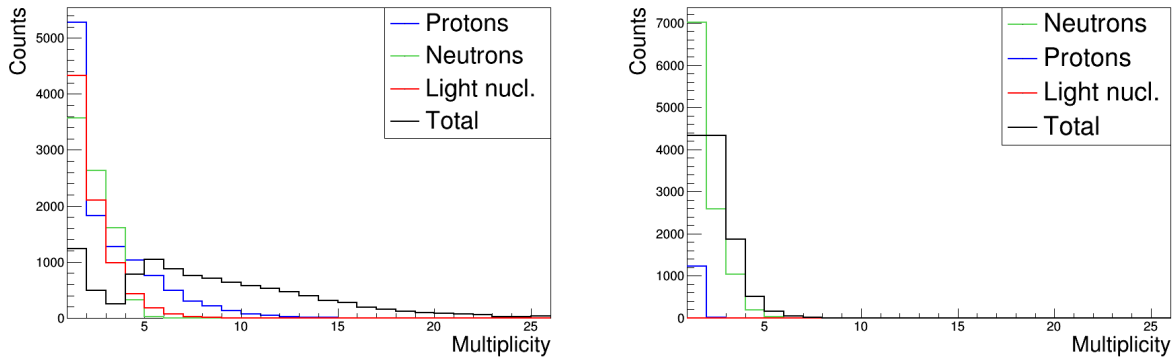 Counts
5000
4000
3000
2000
1000
0
Protons
Neutrons
Light nucl.
Total
5 10 15 20 25
Multiplicity
Counts
7000
6000
5000
4000
3000
2000
1000
0
Neutrons
Protons
Light nucl.
Total
5 10 15 20 25
Multiplicity